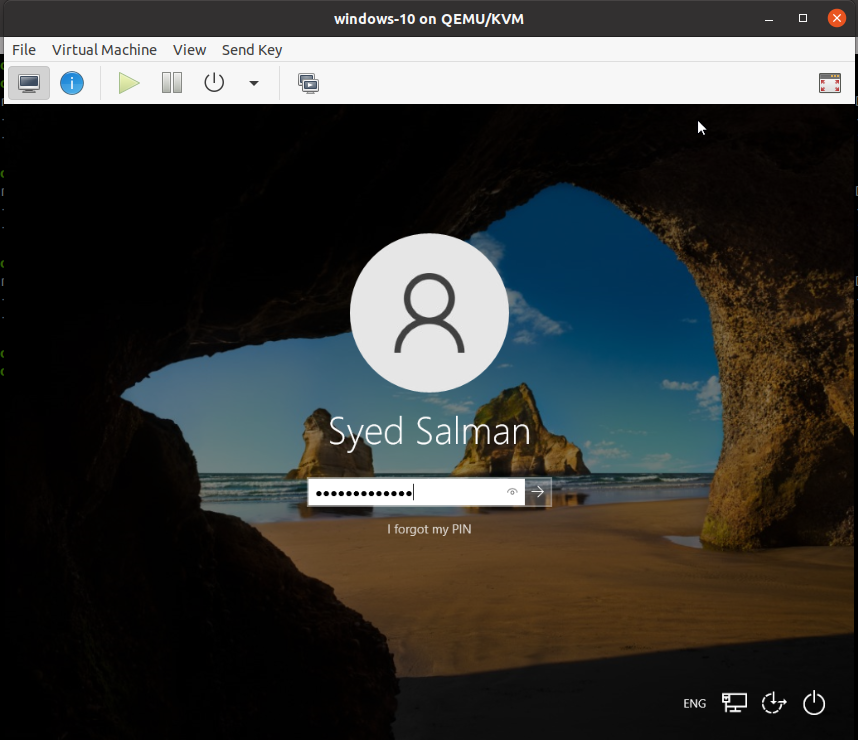 windows-10 on QEMU/KVM
File Virtual Machine View Send Key
Syed Salman
●●●●●●●●●●●●●
I forgot my PIN
ENG